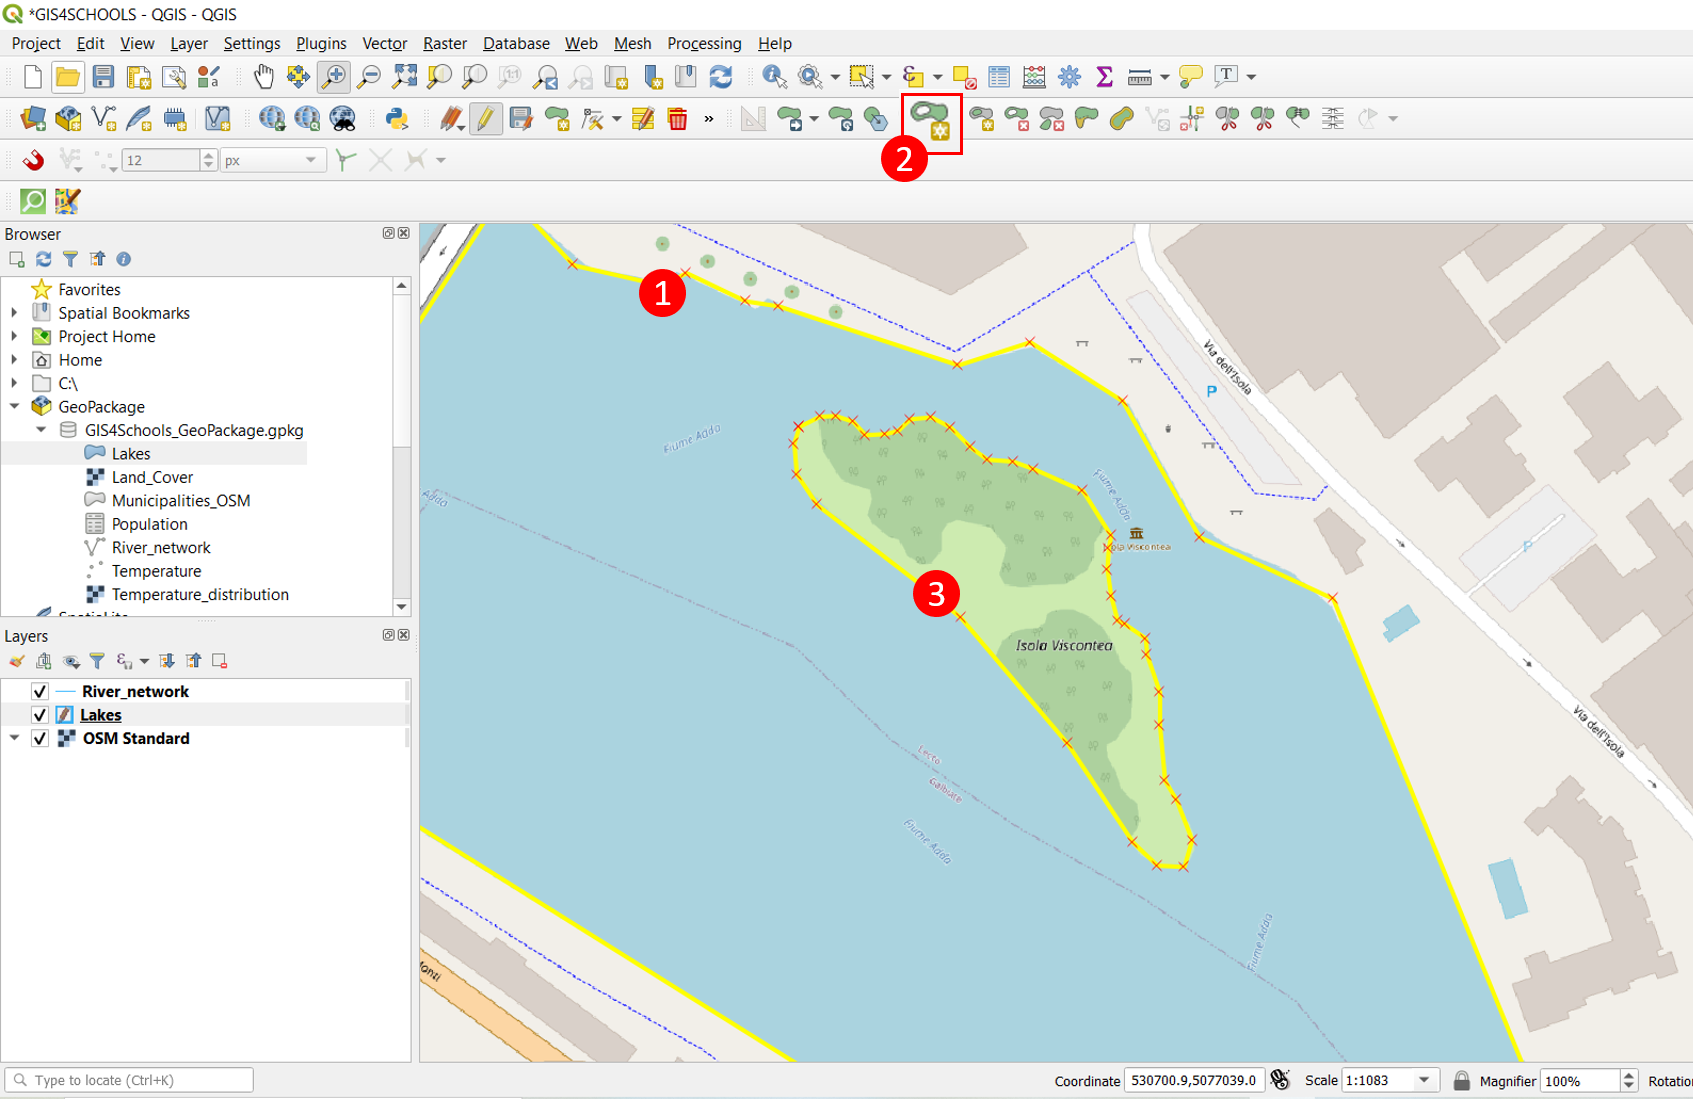 *GIS4SCHOOLS - QGIS - QGIS
Project Edit View Layer Settings Plugins Vector Raster Database Web Mesh Processing Help
1:1
a
Σ
T
»
2
12 px
Browser
Favorites
Spatial Bookmarks
Project Home
Home
C:\
GeoPackage
GIS4Schools_GeoPackage.gpkg
Lakes
Land_Cover
Municipalities_OSM
Population
River_network
Temperature
Temperature_distribution
Layers
River_network
Lakes
OSM Standard
1
Via dell'Isola
P
Fiume Adda
Fiume Adda
Adda
Isola Viscontea
P
3
Isola Viscontea
Via dell'Isola
Lecco
Galbiate
Fiume Adda
Fiume Adda
Monti
Type to locate (Ctrl+K)
Coordinate 530700.9,5077039.0 Scale 1:1083 Magnifier 100% Rotation